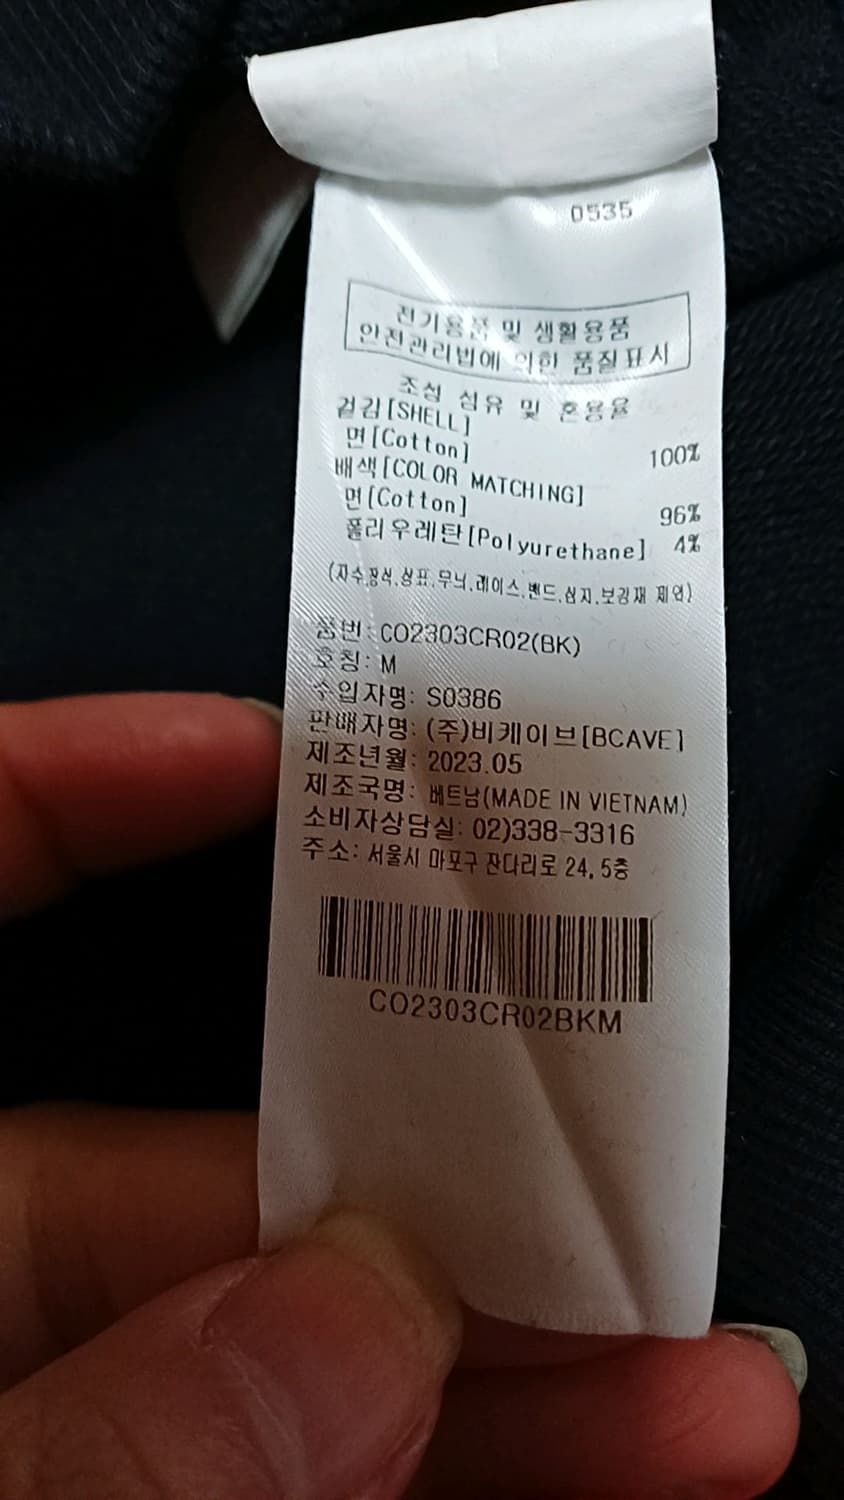 0535
전기용품 및 생활용품
안전관리법에 의한 품질표시
조성 섬유 및 혼용율
겉감[SHELL]
면[Cotton] 100%
배색[COLOR MATCHING]
면[Cotton] 96%
폴리우레탄[Polyurethane] 4%
(자수,장식,상표,무늬,레이스,밴드,심지,보강재 제외)
품번: CO2303CR02(BK)
호칭: M
수입자명: S0386
판매자명: (주)비케이브[BCAVE]
제조년월: 2023.05
제조국명: 베트남(MADE IN VIETNAM)
소비자상담실: 02)338-3316
주소: 서울시 마포구 잔다리로 24, 5층
CO2303CR02BKM